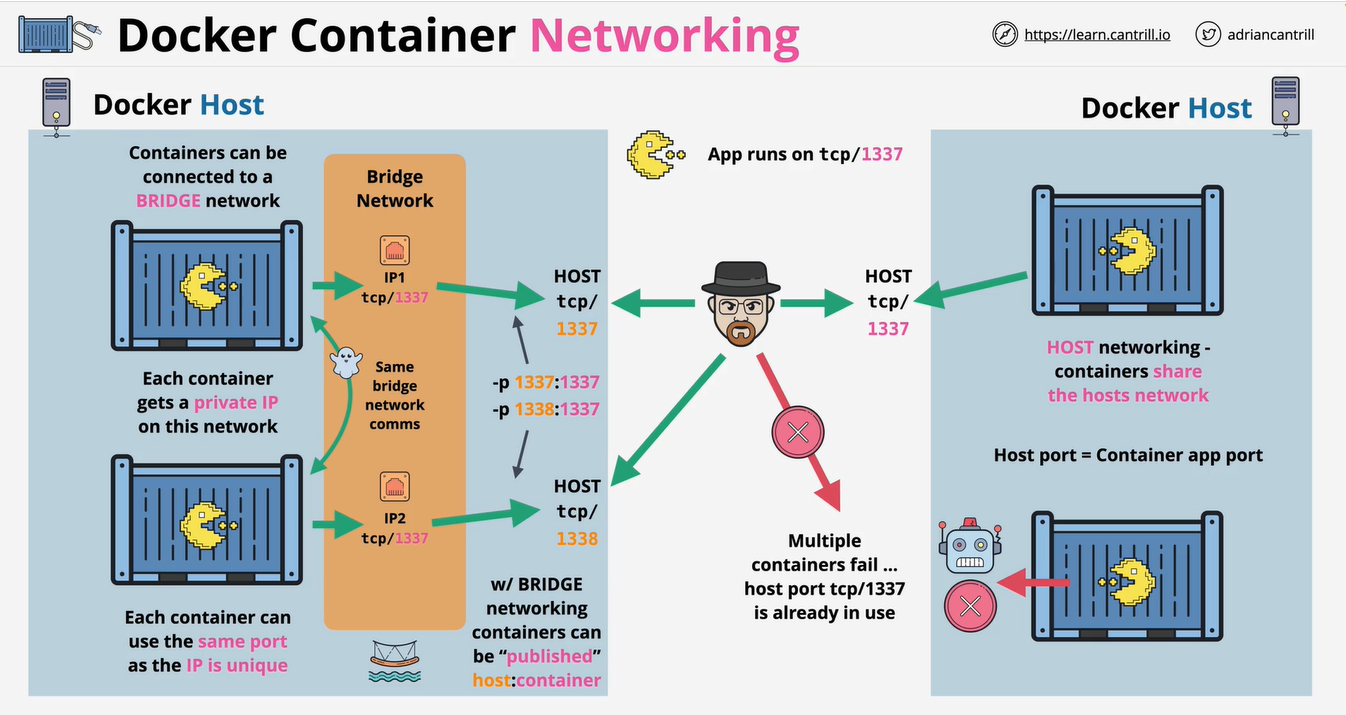 Docker Container Networking
https://learn.cantrill.io
adriancantrill
Docker Host
Containers can be
connected to a
BRIDGE network
Each container
gets a private IP
on this network
Each container can
use the same port
as the IP is unique
Bridge
Network
IP1
tcp/1337
Same
bridge
network
comms
IP2
tcp/1337
HOST
tcp/
1337
-p 1337:1337
-p 1338:1337
HOST
tcp/
1338
w/ BRIDGE
networking
containers can
be “published”
host:container
App runs on tcp/1337
HOST
tcp/
1337
Multiple
containers fail ...
host port tcp/1337
is already in use
Docker Host
HOST networking -
containers share
the hosts network
Host port = Container app port